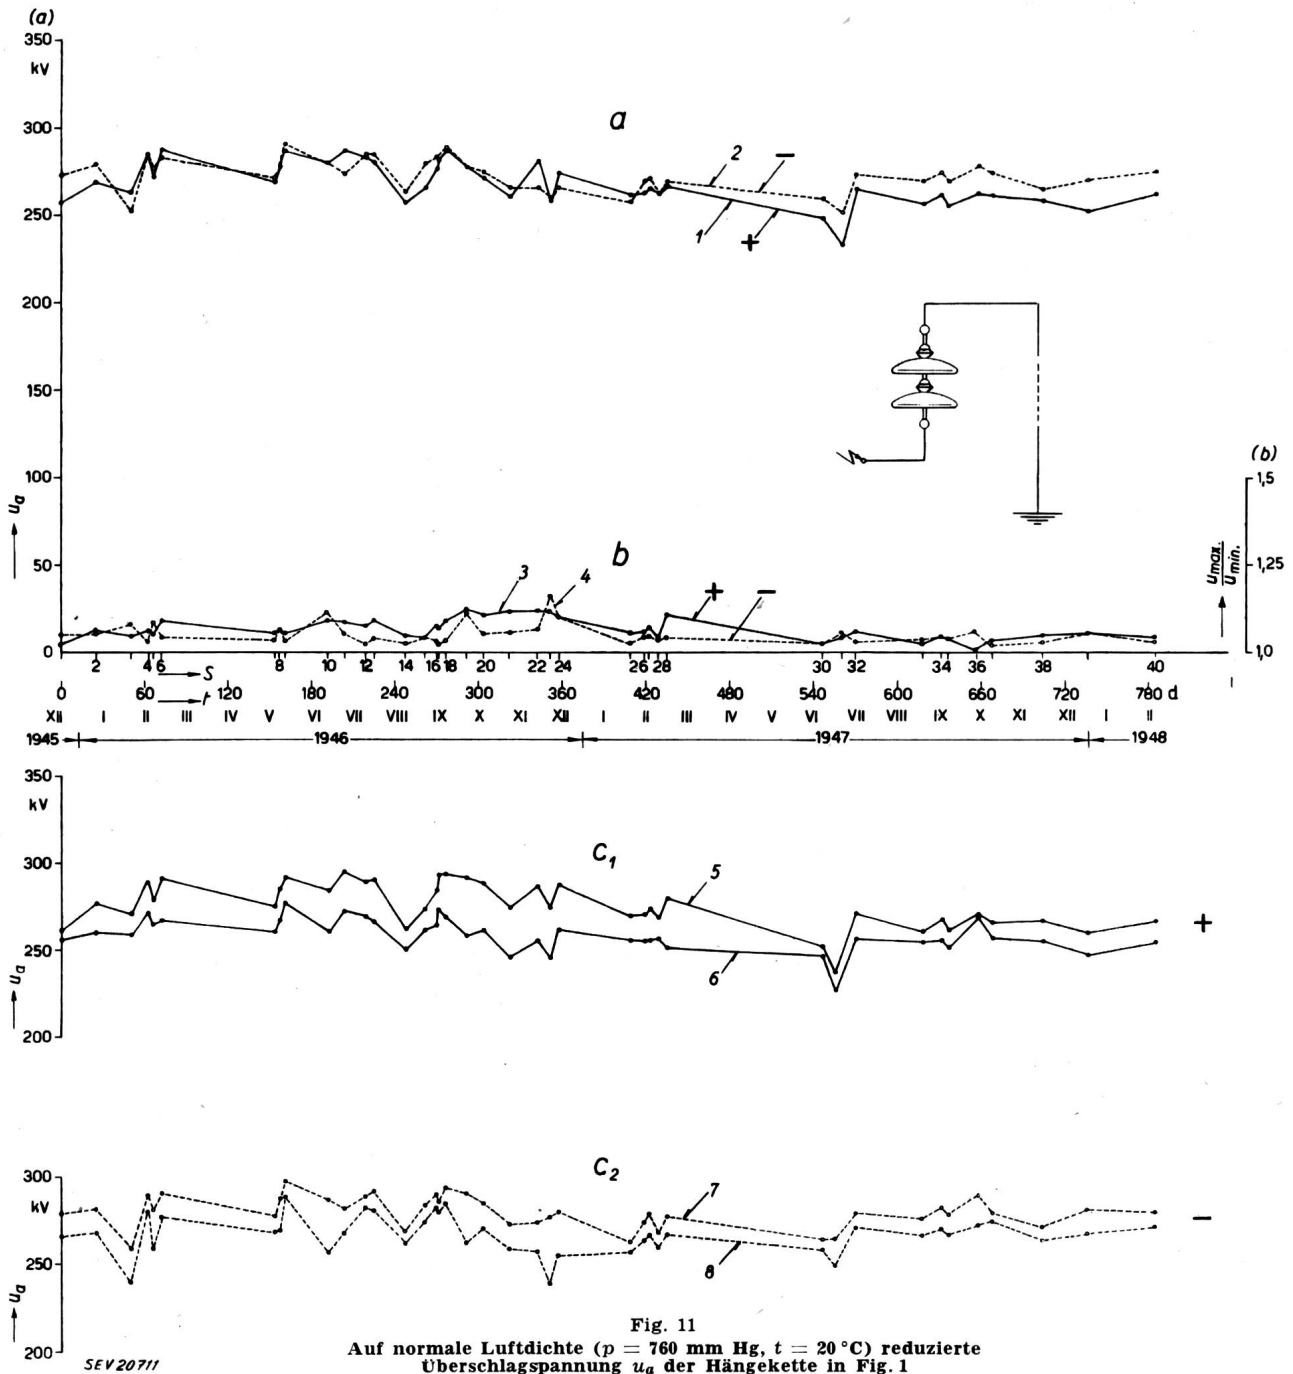 (a)
350
kV
300
250
200
150
100
50
0
→ u_a
a
2 −
1 +
(b)
1,5
1,25
1,0
u_max. / u_min.
b
3 4 + −
2 4 6 8 10 12 14 16 18 20 22 24 26 28 30 32 34 36 38 40
→ S
0 60 120 180 240 300 360 420 480 540 600 660 720 780 d
→ t
XII I II III IV V VI VII VIII IX X XI XII I II III IV V VI VII VIII IX X XI XII I II
1945 1946 1947 1948
350
kV
300
250
200
→ u_a
C₁
5
6
+
300
kV
250
200
→ u_a
C₂
7
8
−
SEV 20711
Fig. 11
Auf normale Luftdichte (p = 760 mm Hg, t = 20 °C) reduzierte
Überschlagspannung u_a der Hängekette in Fig. 1